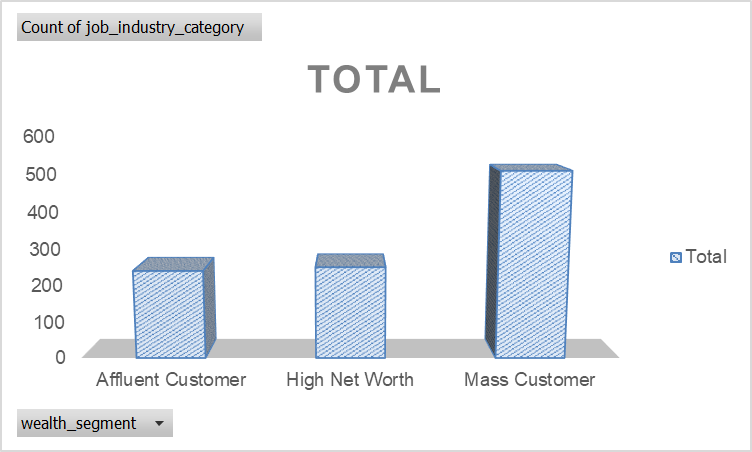 Count of job_industry_category
TOTAL
600
500
400
300
200
100
0
Affluent Customer
High Net Worth
Mass Customer
Total
wealth_segment